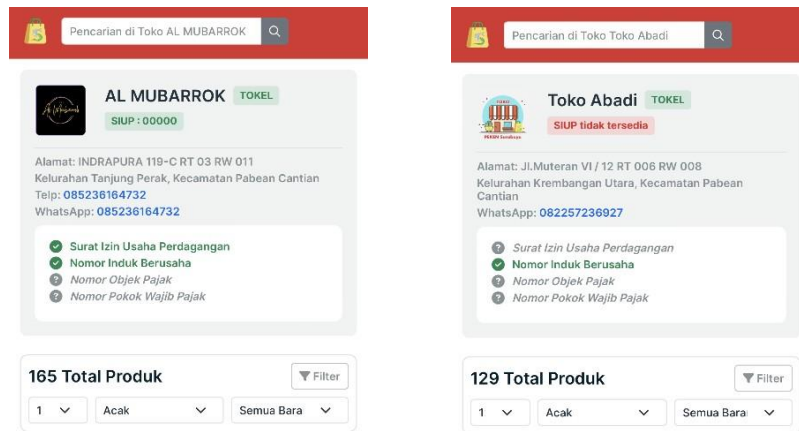 Pencarian di Toko AL MUBARROK
AL MUBARROK TOKEL
SIUP : 00000
Alamat: INDRAPURA 119-C RT 03 RW 011
Kelurahan Tanjung Perak, Kecamatan Pabean Cantian
Telp: 085236164732
WhatsApp: 085236164732
Surat Izin Usaha Perdagangan
Nomor Induk Berusaha
Nomor Objek Pajak
Nomor Pokok Wajib Pajak
165 Total Produk
Filter
1
Acak
Semua Bara
Pencarian di Toko Toko Abadi
TOKO
Toko Abadi TOKEL
SIUP tidak tersedia
Alamat: Jl.Muteran VI / 12 RT 006 RW 008
Kelurahan Krembangan Utara, Kecamatan Pabean
Cantian
WhatsApp: 082257236927
Surat Izin Usaha Perdagangan
Nomor Induk Berusaha
Nomor Objek Pajak
Nomor Pokok Wajib Pajak
129 Total Produk
Filter
1
Acak
Semua Bara